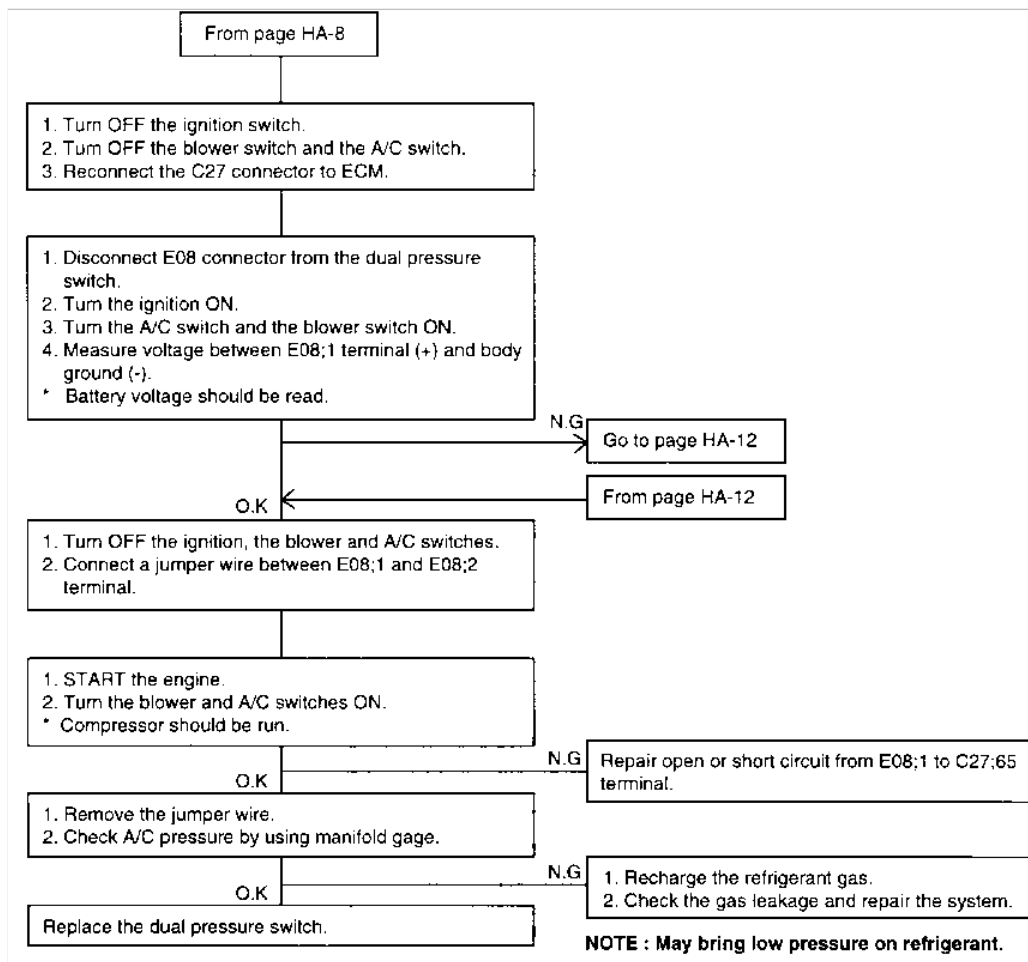 From page HA-8
1. Turn OFF the ignition switch.
2. Turn OFF the blower switch and the A/C switch.
3. Reconnect the C27 connector to ECM.
1. Disconnect E08 connector from the dual pressure
switch.
2. Turn the ignition ON.
3. Turn the A/C switch and the blower switch ON.
4. Measure voltage between E08;1 terminal (+) and body
ground (-).
* Battery voltage should be read.
N.G
Go to page HA-12
From page HA-12
O.K
1. Turn OFF the ignition, the blower and A/C switches.
2. Connect a jumper wire between E08;1 and E08;2
terminal.
1. START the engine.
2. Turn the blower and A/C switches ON.
* Compressor should be run.
N.G
Repair open or short circuit from E08;1 to C27;65
terminal.
O.K
1. Remove the jumper wire.
2. Check A/C pressure by using manifold gage.
N.G
1. Recharge the refrigerant gas.
2. Check the gas leakage and repair the system.
O.K
Replace the dual pressure switch.
NOTE : May bring low pressure on refrigerant.